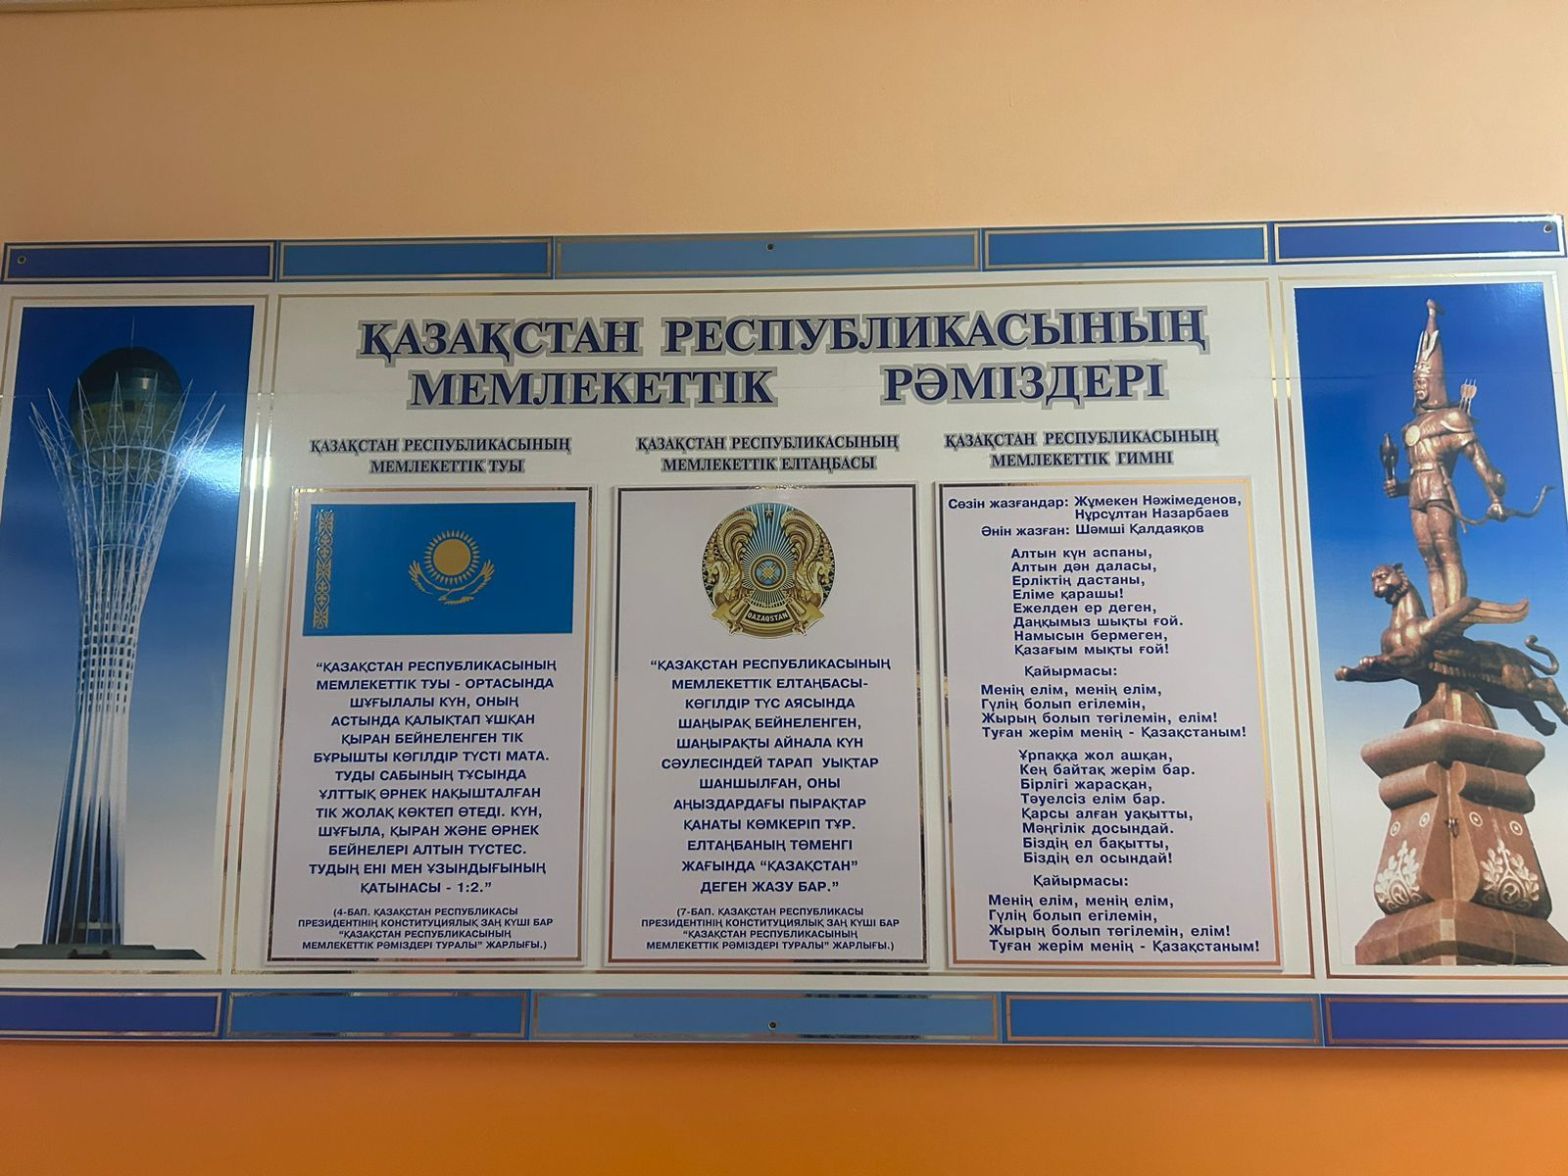 ҚАЗАҚСТАН РЕСПУБЛИКАСЫНЫҢ
МЕМЛЕКЕТТІК РӘМІЗДЕРІ
ҚАЗАҚСТАН РЕСПУБЛИКАСЫНЫҢ
МЕМЛЕКЕТТІК ТУЫ
“ҚАЗАҚСТАН РЕСПУБЛИКАСЫНЫҢ
МЕМЛЕКЕТТІК ТУЫ - ОРТАСЫНДА
ШҰҒЫЛАЛЫ КҮН, ОНЫҢ
АСТЫНДА ҚАЛЫҚТАП ҰШҚАН
ҚЫРАН БЕЙНЕЛЕНГЕН ТІК
БҰРЫШТЫ КӨГІЛДІР ТҮСТІ МАТА.
ТУДЫ САБЫНЫҢ ТҰСЫНДА
ҰЛТТЫҚ ӨРНЕК НАҚЫШТАЛҒАН
ТІК ЖОЛАҚ КӨКТЕП ӨТЕДІ. КҮН,
ШҰҒЫЛА, ҚЫРАН ЖӘНЕ ӨРНЕК
БЕЙНЕЛЕРІ АЛТЫН ТҮСТЕС.
ТУДЫҢ ЕНІ МЕН ҰЗЫНДЫҒЫНЫҢ
ҚАТЫНАСЫ - 1:2.”
(4-БАП. ҚАЗАҚСТАН РЕСПУБЛИКАСЫ
ПРЕЗИДЕНТІНІҢ КОНСТИТУЦИЯЛЫҚ ЗАҢ КҮШІ БАР
“ҚАЗАҚСТАН РЕСПУБЛИКАСЫНЫҢ
МЕМЛЕКЕТТІК РӘМІЗДЕРІ ТУРАЛЫ” ЖАРЛЫҒЫ.)
ҚАЗАҚСТАН РЕСПУБЛИКАСЫНЫҢ
МЕМЛЕКЕТТІК ЕЛТАҢБАСЫ
QAZAQSTAN
“ҚАЗАҚСТАН РЕСПУБЛИКАСЫНЫҢ
МЕМЛЕКЕТТІК ЕЛТАҢБАСЫ-
КӨГІЛДІР ТҮС АЯСЫНДА
ШАҢЫРАҚ БЕЙНЕЛЕНГЕН,
ШАҢЫРАҚТЫ АЙНАЛА КҮН
СӘУЛЕСІНДЕЙ ТАРАП УЫҚТАР
ШАНШЫЛҒАН, ОНЫ
АҢЫЗДАРДАҒЫ ПЫРАҚТАР
ҚАНАТЫ КӨМКЕРІП ТҰР.
ЕЛТАҢБАНЫҢ ТӨМЕНГІ
ЖАҒЫНДА “ҚАЗАҚСТАН”
ДЕГЕН ЖАЗУ БАР.”
(7-БАП. ҚАЗАҚСТАН РЕСПУБЛИКАСЫ
ПРЕЗИДЕНТІНІҢ КОНСТИТУЦИЯЛЫҚ ЗАҢ КҮШІ БАР
“ҚАЗАҚСТАН РЕСПУБЛИКАСЫНЫҢ
МЕМЛЕКЕТТІК РӘМІЗДЕРІ ТУРАЛЫ” ЖАРЛЫҒЫ.)
ҚАЗАҚСТАН РЕСПУБЛИКАСЫНЫҢ
МЕМЛЕКЕТТІК ГИМНІ
Сөзін жазғандар: Жұмекен Нәжімеденов,
Нұрсұлтан Назарбаев
Әнін жазған: Шәмші Қалдаяқов
Алтын күн аспаны,
Алтын дән даласы,
Ерліктің дастаны,
Еліме қарашы!
Ежелден ер деген,
Даңқымыз шықты ғой.
Намысын бермеген,
Қазағым мықты ғой!
Қайырмасы:
Менің елім, менің елім,
Гүлің болып егілемін,
Жырың болып төгілемін, елім!
Туған жерім менің - Қазақстаным!
Ұрпаққа жол ашқан,
Кең байтақ жерім бар.
Бірлігі жарасқан,
Тәуелсіз елім бар.
Қарсы алған уақытты,
Мәңгілік досындай.
Біздің ел бақытты,
Біздің ел осындай!
Қайырмасы:
Менің елім, менің елім,
Гүлің болып егілемін,
Жырың болып төгілемін, елім!
Туған жерім менің - Қазақстаным!